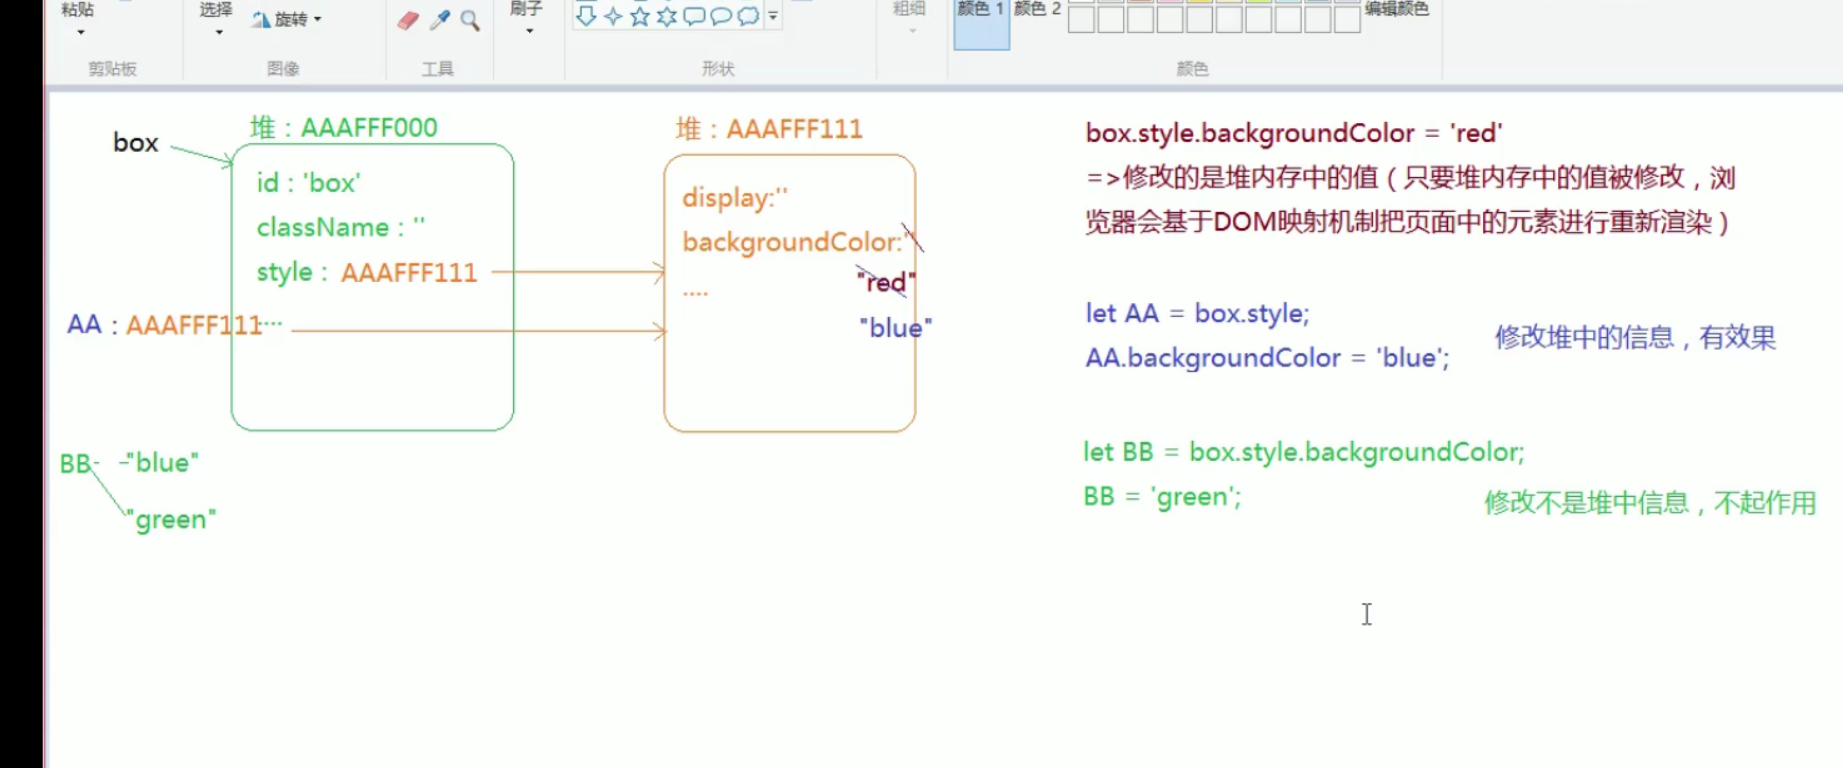 粘贴
选择
旋转
刷子
粗细
颜色 1
颜色 2
编辑颜色
剪贴板
图像
工具
形状
颜色
box
堆：AAAFFF000
id : 'box'
className : ''
style : AAAFFF111
...
AA : AAAFFF111
BB
"blue"
"green"
堆：AAAFFF111
display:''
backgroundColor:''
"red"
....
"blue"
box.style.backgroundColor = 'red'
=>修改的是堆内存中的值（只要堆内存中的值被修改，浏
览器会基于DOM映射机制把页面中的元素进行重新渲染）
let AA = box.style;
AA.backgroundColor = 'blue';
修改堆中的信息，有效果
let BB = box.style.backgroundColor;
BB = 'green';
修改不是堆中信息，不起作用